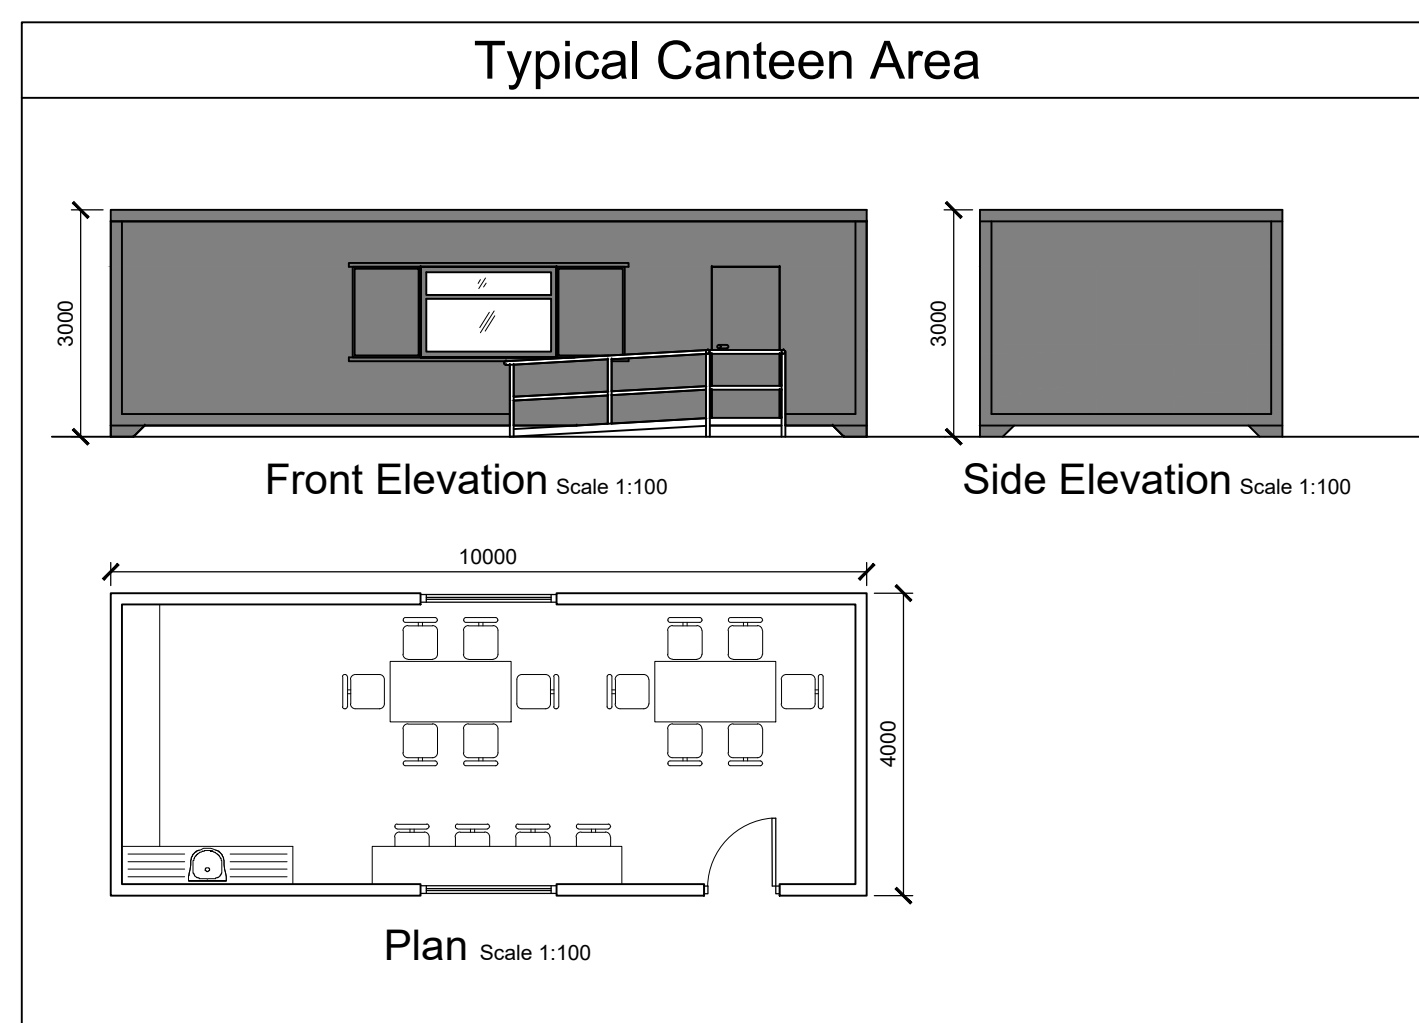 Typical Canteen Area
3000
3000
Front Elevation Scale 1:100
Side Elevation Scale 1:100
10000
4000
Plan Scale 1:100